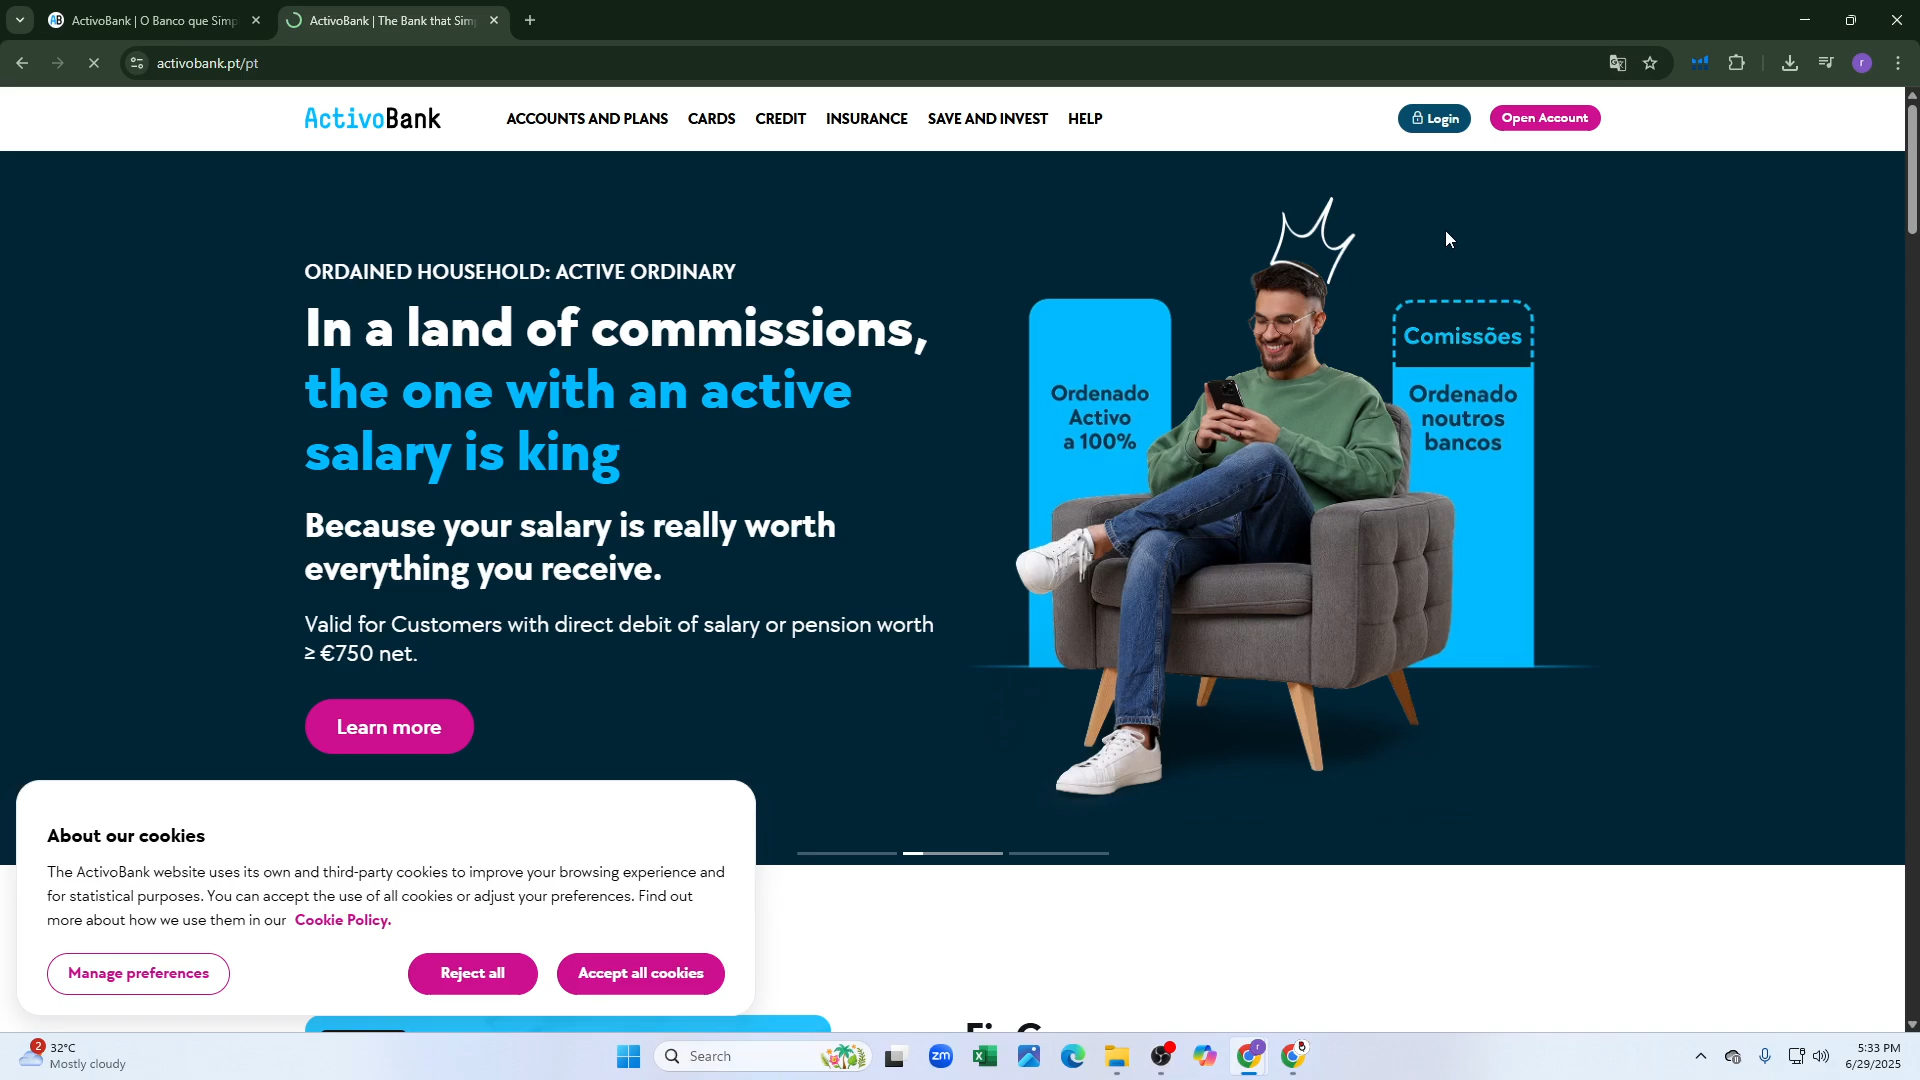 ActivoBank | O Banco que Simp
ActivoBank | The Bank that Sim
activobank.pt/pt
r
ActivoBank
ACCOUNTS AND PLANS
CARDS
CREDIT
INSURANCE
SAVE AND INVEST
HELP
Login
Open Account
ORDAINED HOUSEHOLD: ACTIVE ORDINARY
In a land of commissions,
the one with an active
salary is king
Because your salary is really worth
everything you receive.
Valid for Customers with direct debit of salary or pension worth
≥ €750 net.
Learn more
Ordenado
Activo
a 100%
Comissões
Ordenado
noutros
bancos
About our cookies
The ActivoBank website uses its own and third-party cookies to improve your browsing experience and
for statistical purposes. You can accept the use of all cookies or adjust your preferences. Find out
more about how we use them in our Cookie Policy.
Manage preferences
Reject all
Accept all cookies
2
32°C
Mostly cloudy
Search
zm
5:33 PM
6/29/2025